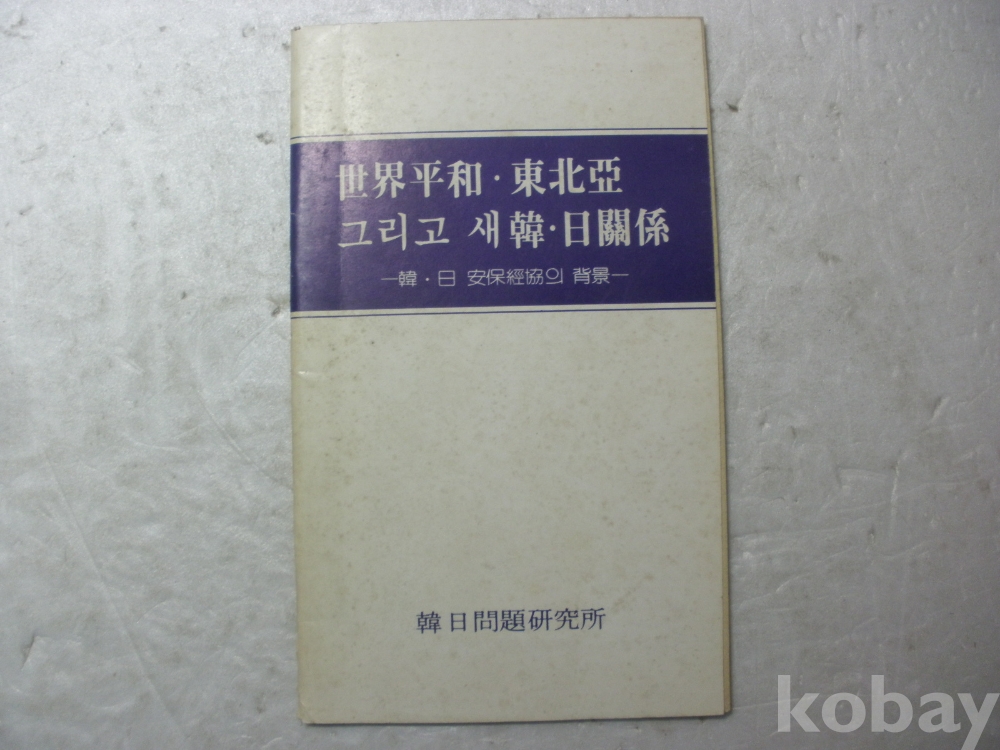 世界平和·東北亞
그리고 새韓·日關係
—韓·日 安保經協의 背景—
韓日問題研究所
kobay